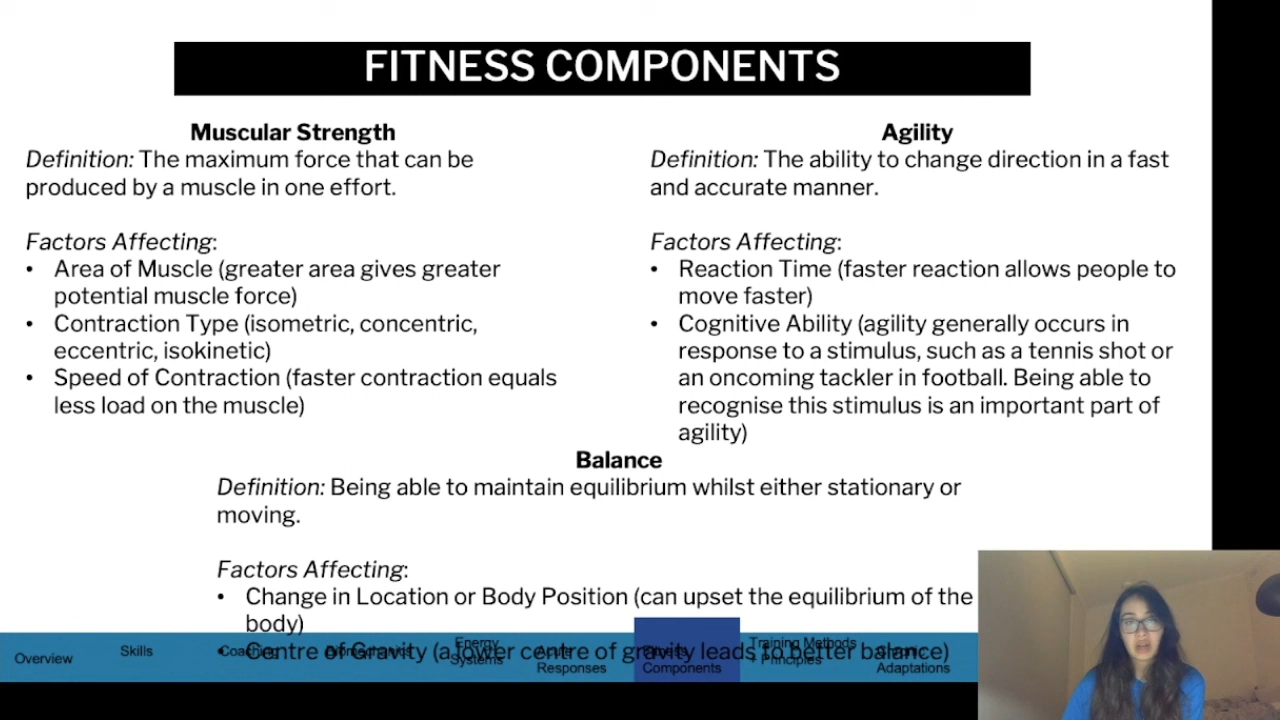 FITNESS COMPONENTS
Muscular Strength
Definition: The maximum force that can be
produced by a muscle in one effort.
Factors Affecting:
• Area of Muscle (greater area gives greater
potential muscle force)
• Contraction Type (isometric, concentric,
eccentric, isokinetic)
• Speed of Contraction (faster contraction equals
less load on the muscle)
Agility
Definition: The ability to change direction in a fast
and accurate manner.
Factors Affecting:
• Reaction Time (faster reaction allows people to
move faster)
• Cognitive Ability (agility generally occurs in
response to a stimulus, such as a tennis shot or
an oncoming tackler in football. Being able to
recognise this stimulus is an important part of
agility)
Balance
Definition: Being able to maintain equilibrium whilst either stationary or
moving.
Factors Affecting:
• Change in Location or Body Position (can upset the equilibrium of the
body)
• Centre of Gravity (a lower centre of gravity leads to better balance)
Overview
Skills
Coaching
Biomechanics
Energy
Systems
Acute
Responses
Fitness
Components
Training Methods
+ Principles
Chronic
Adaptations